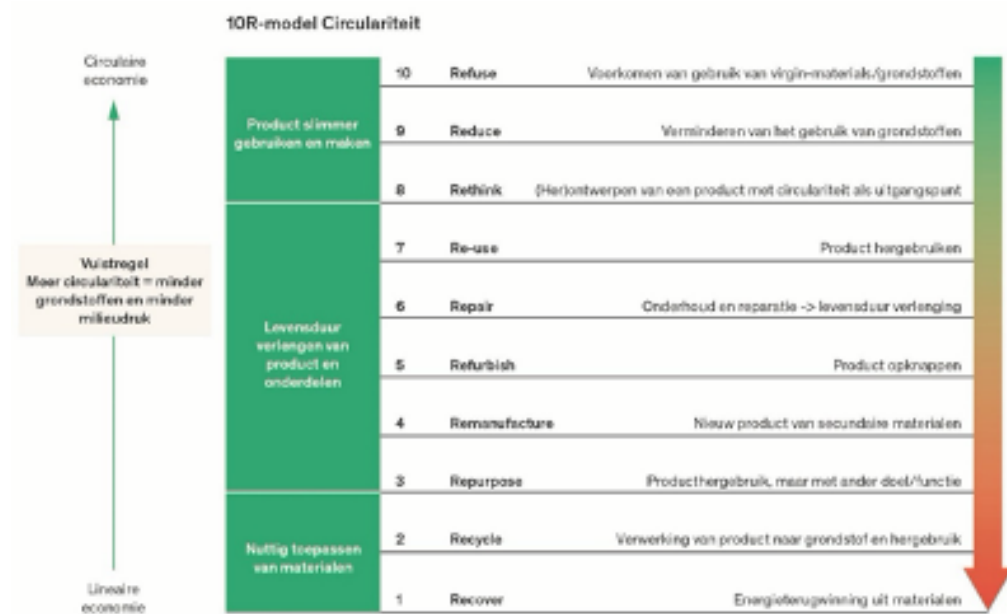 10R-model Circulariteit
Circulaire
economie
Vuistregel
Meer circulariteit = minder
grondstoffen en minder
milieudruk
Lineaire
economie
Product slimmer
gebruiken en maken
10 Refuse Voorkomen van gebruik van virgin-materials/grondstoffen
9 Reduce Verminderen van het gebruik van grondstoffen
8 Rethink (Her)ontwerpen van een product met circulariteit als uitgangspunt
Levensduur
verlengen van
product en
onderdelen
7 Re-use Product hergebruiken
6 Repair Onderhoud en reparatie -> levensduur verlenging
5 Refurbish Product opknappen
4 Remanufacture Nieuw product van secundaire materialen
3 Repurpose Producthergebruik, maar met ander doel/functie
Nuttig toepassen
van materialen
2 Recycle Verwerking van product naar grondstof en hergebruik
1 Recover Energieterugwinning uit materialen